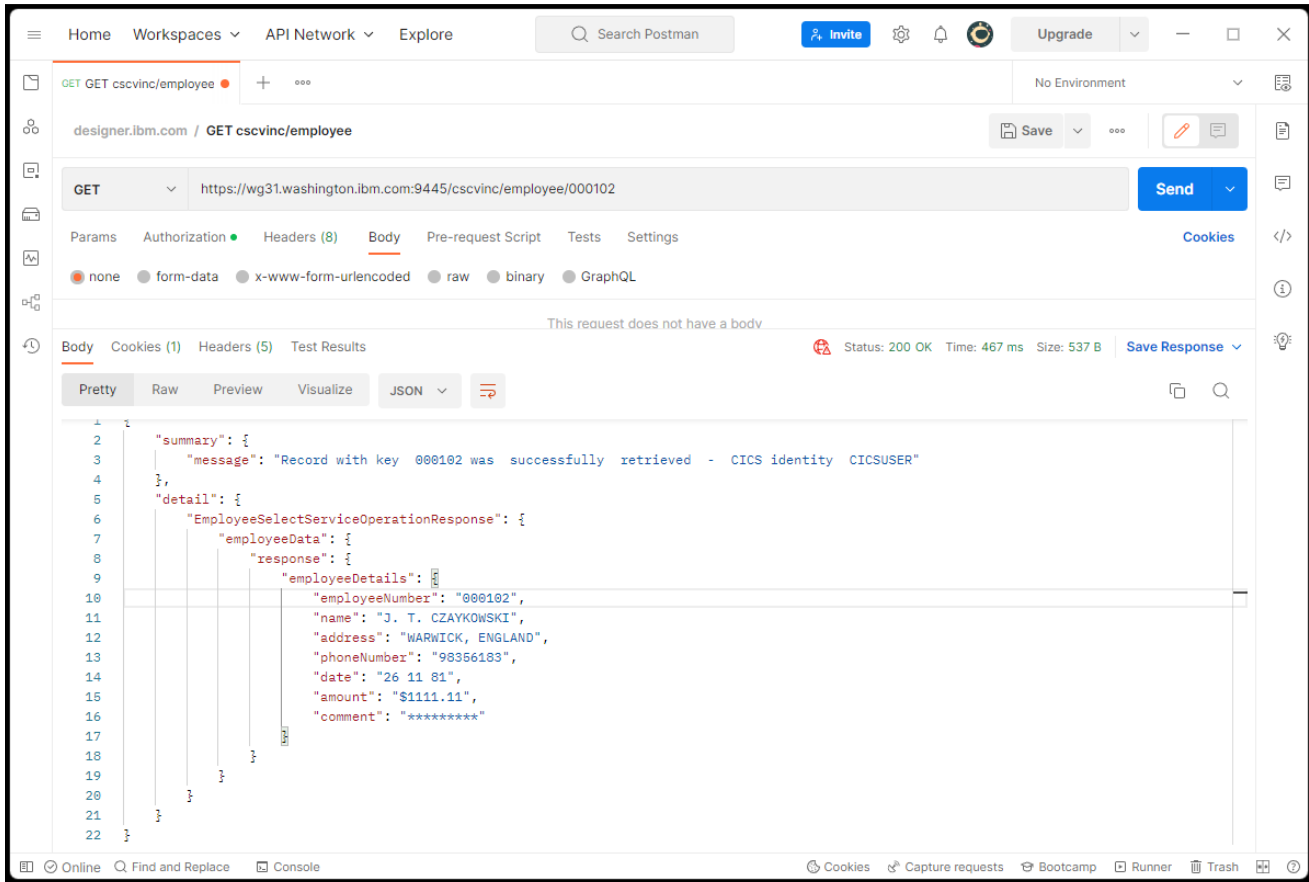 Home Workspaces API Network Explore Search Postman Invite Upgrade
GET GET cscvinc/employee No Environment
designer.ibm.com / GET cscvinc/employee Save
GET https://wg31.washington.ibm.com:9445/cscvinc/employee/000102 Send
Params Authorization Headers (8) Body Pre-request Script Tests Settings Cookies
none form-data x-www-form-urlencoded raw binary GraphQL
This request does not have a body
Body Cookies (1) Headers (5) Test Results Status: 200 OK Time: 467 ms Size: 537 B Save Response
Pretty Raw Preview Visualize JSON
1 {
2 "summary": {
3 "message": "Record with key  000102 was  successfully  retrieved  -  CICS identity  CICSUSER"
4 },
5 "detail": {
6 "EmployeeSelectServiceOperationResponse": {
7 "employeeData": {
8 "response": {
9 "employeeDetails": {
10 "employeeNumber": "000102",
11 "name": "J. T. CZAYKOWSKI",
12 "address": "WARWICK, ENGLAND",
13 "phoneNumber": "98356183",
14 "date": "26 11 81",
15 "amount": "$1111.11",
16 "comment": "*********"
17 }
18 }
19 }
20 }
21 }
22 }
Online Find and Replace Console Cookies Capture requests Bootcamp Runner Trash